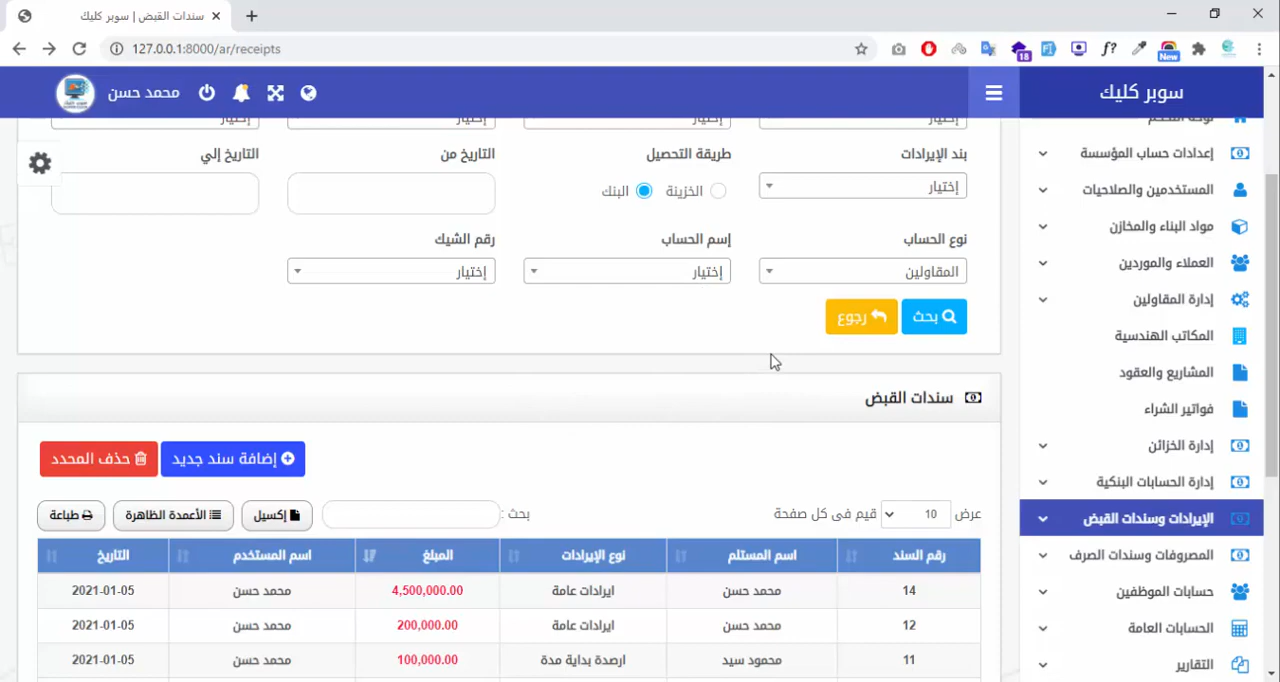 سندات القبض | سوبر كليك
127.0.0.1:8000/ar/receipts
18
f?
New
سوبر كليك
محمد حسن
إختيار
إختيار
إختيار
إختيار
بند الإيرادات
طريقة التحصيل
التاريخ من
التاريخ إلي
إختيار
الخزينة
البنك
نوع الحساب
إسم الحساب
رقم الشيك
المقاولين
إختيار
إختيار
بحث
رجوع
سندات القبض
إضافة سند جديد
حذف المحدد
عرض 10 قيم فى كل صفحة
بحث :
إكسيل
الأعمدة الظاهرة
طباعة
رقم السند اسم المستلم نوع الإيرادات المبلغ اسم المستخدم التاريخ
14 محمد حسن ايرادات عامة 4,500,000.00 محمد حسن 2021-01-05
12 محمد حسن ايرادات عامة 200,000.00 محمد حسن 2021-01-05
11 محمود سيد ارصدة بداية مدة 100,000.00 محمد حسن 2021-01-05
إعدادات حساب المؤسسة
المستخدمين والصلاحيات
مواد البناء والمخازن
العملاء والموردين
إدارة المقاولين
المكاتب الهندسية
المشاريع والعقود
فواتير الشراء
إدارة الخزائن
إدارة الحسابات البنكية
الإيرادات وسندات القبض
المصروفات وسندات الصرف
حسابات الموظفين
الحسابات العامة
التقارير